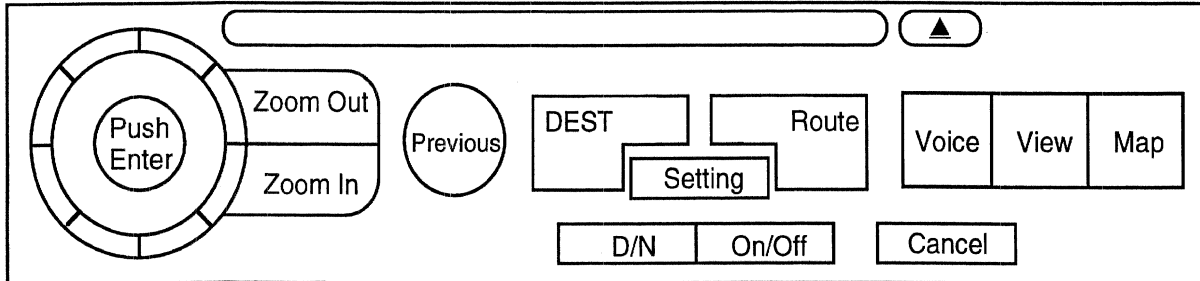 Push
Enter
Zoom Out
Zoom In
Previous
DEST
Route
Setting
Voice
View
Map
D/N
On/Off
Cancel